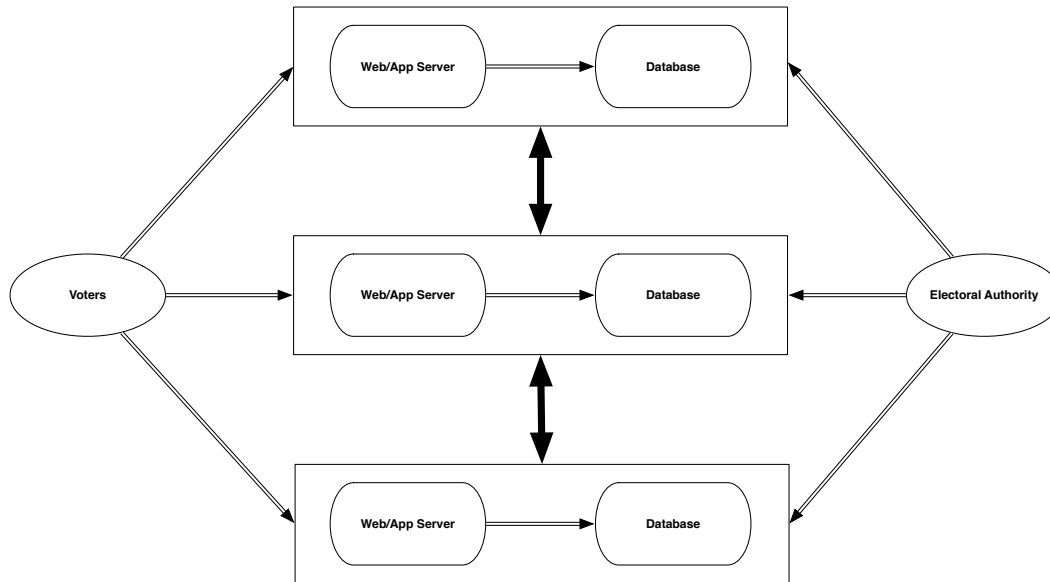 Web/App Server
Database
Voters
Web/App Server
Database
Electoral Authority
Web/App Server
Database